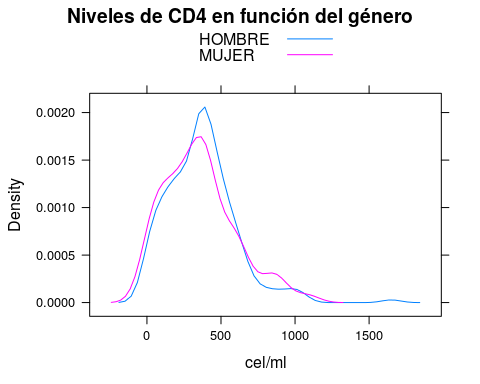 Niveles de CD4 en función del género
HOMBRE
MUJER
0.0020
0.0015
0.0010
0.0005
0.0000
Density
0 500 1000 1500
cel/ml